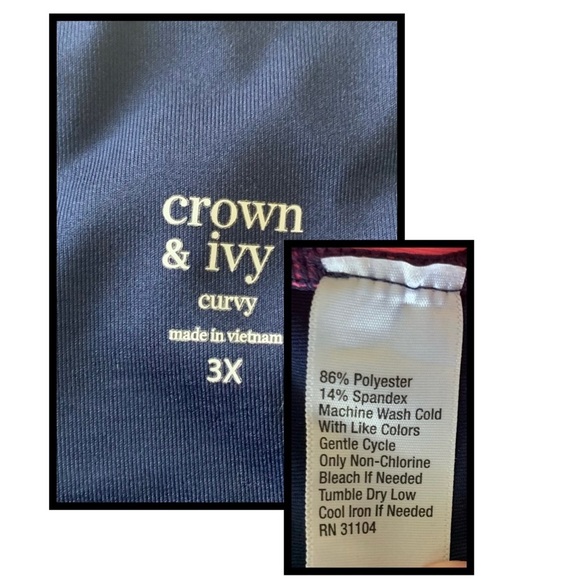 crown
& ivy
curvy
made in vietnam
3X
86% Polyester
14% Spandex
Machine Wash Cold
With Like Colors
Gentle Cycle
Only Non-Chlorine
Bleach If Needed
Tumble Dry Low
Cool Iron If Needed
RN 31104